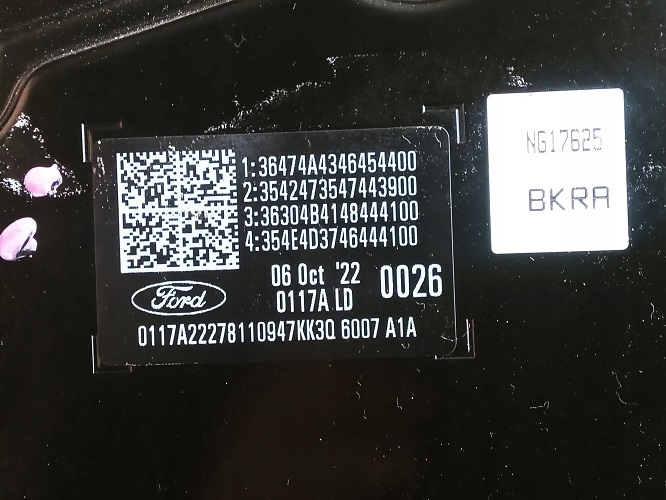 1:36474A4346454400
2:3542473547443900
3:36304B4148444100
4:354E4D3746444100
06 Oct '22
0117A LD
0026
Ford
0117A22278110947KK3Q 6007 A1A
NG17625
BKRA